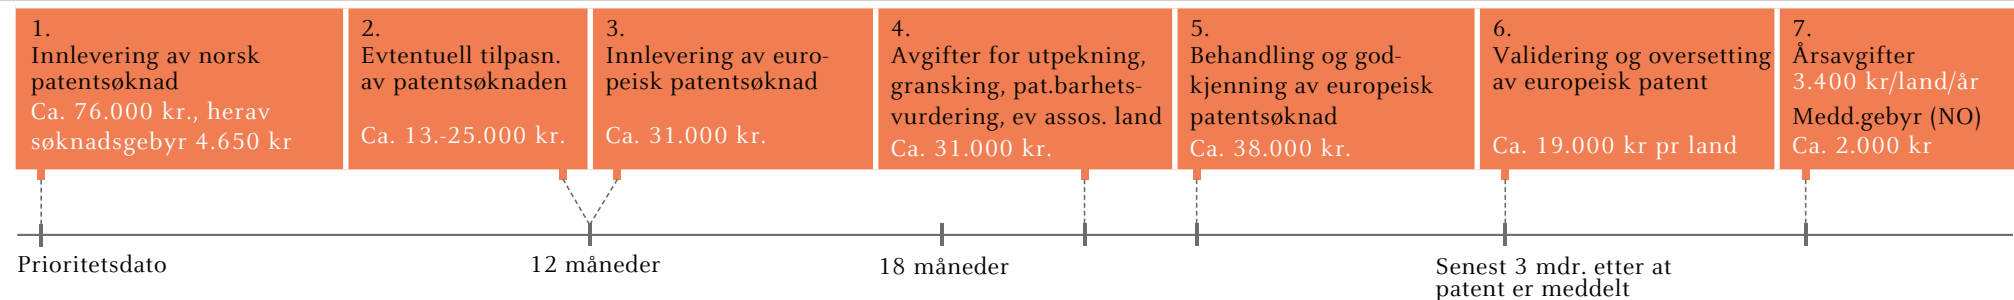 1.
Innlevering av norsk
patentsøknad
Ca. 76.000 kr., herav
søknadsgebyr 4.650 kr
2.
Evtentuell tilpasn.
av patentsøknaden
Ca. 13.-25.000 kr.
3.
Innlevering av euro-
peisk patentsøknad
Ca. 31.000 kr.
4.
Avgifter for utpekning,
gransking, pat.barhets-
vurdering, ev assos. land
Ca. 31.000 kr.
5.
Behandling og god-
kjenning av europeisk
patentsøknad
Ca. 38.000 kr.
6.
Validering og oversetting
av europeisk patent
Ca. 19.000 kr pr land
7.
Årsavgifter
3.400 kr/land/år
Medd.gebyr (NO)
Ca. 2.000 kr
Prioritetsdato
12 måneder
18 måneder
Senest 3 mdr. etter at
patent er meddelt